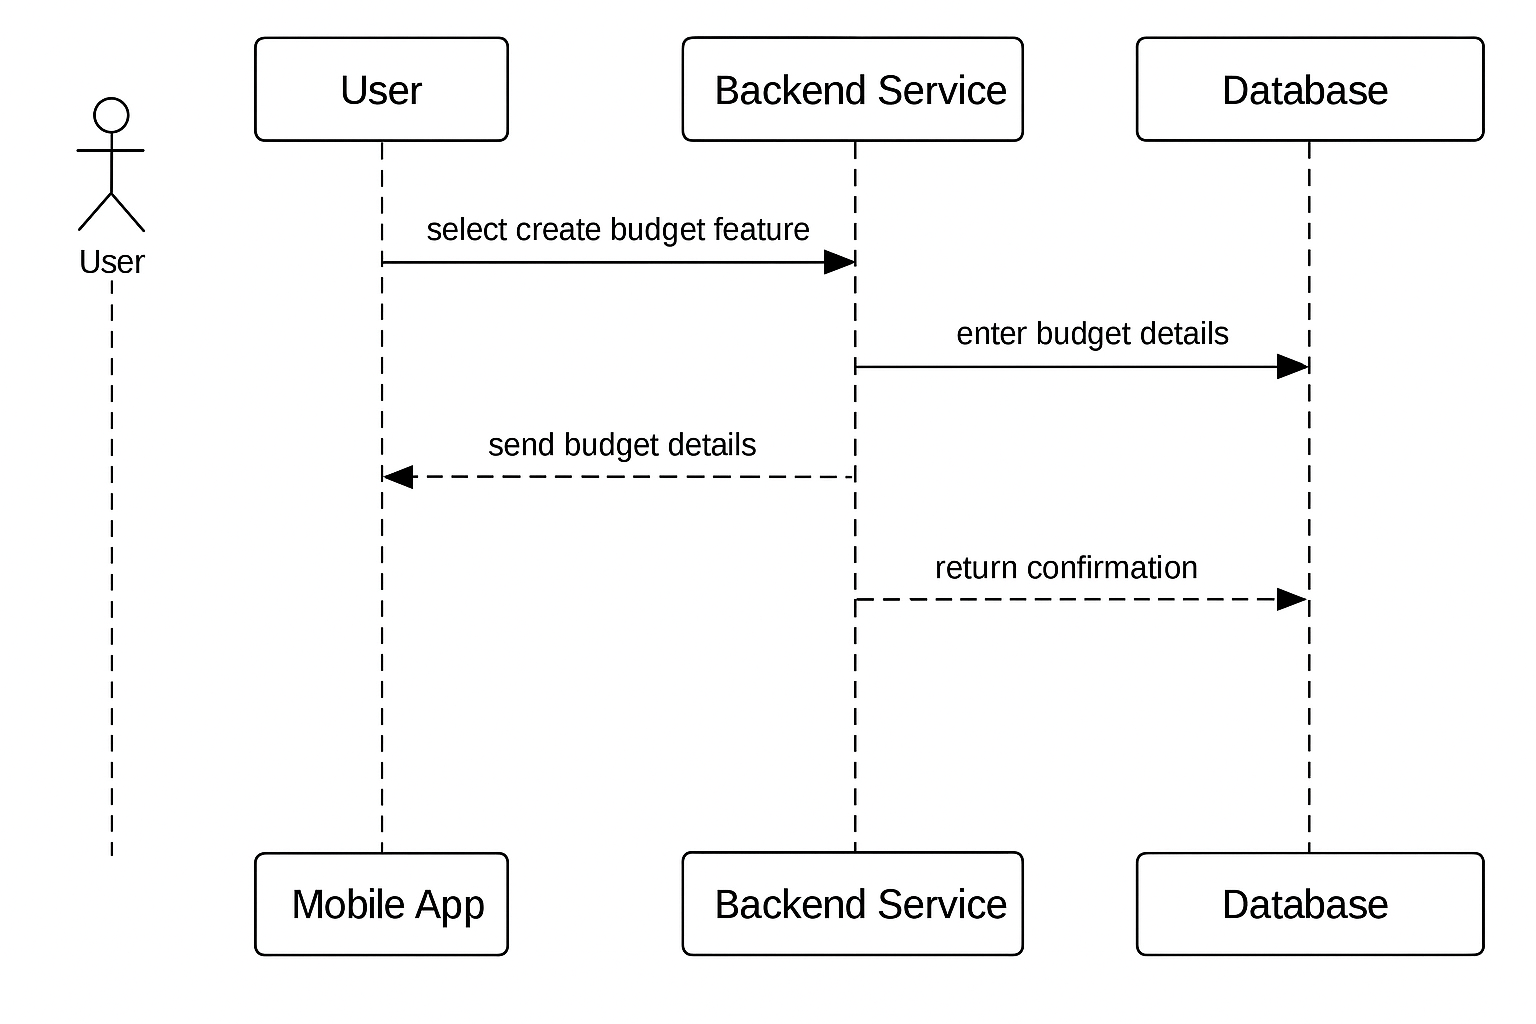 User
Backend Service
Database
User
select create budget feature
enter budget details
send budget details
return confirmation
Mobile App
Backend Service
Database